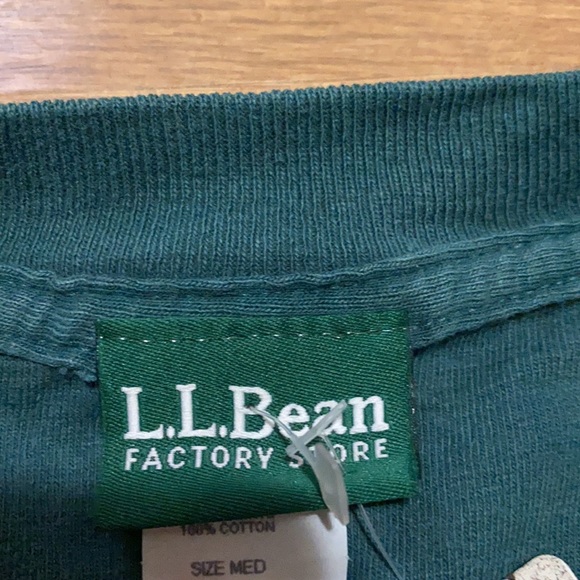 L.L.Bean
FACTORY STORE
100% COTTON
SIZE MED